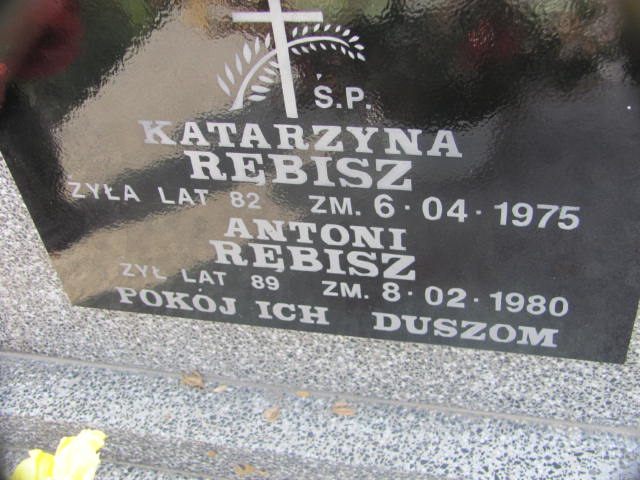 Ś.P.
KATARZYNA
RĘBISZ
ŻYŁA LAT 82 ZM. 6·04·1975
ANTONI
RĘBISZ
ŻYŁ LAT 89 ZM. 8·02·1980
POKÓJ ICH DUSZOM